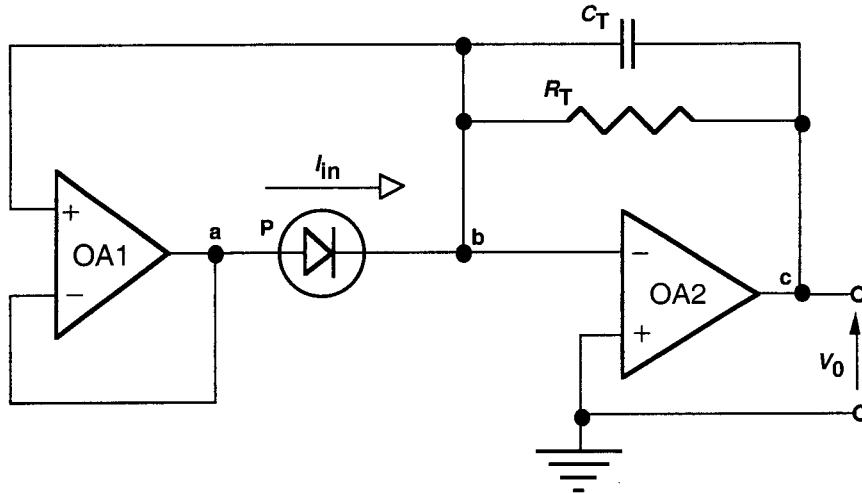 C_T
R_T
I_in
+
OA1
−
a
P
b
−
OA2
+
c
V_0